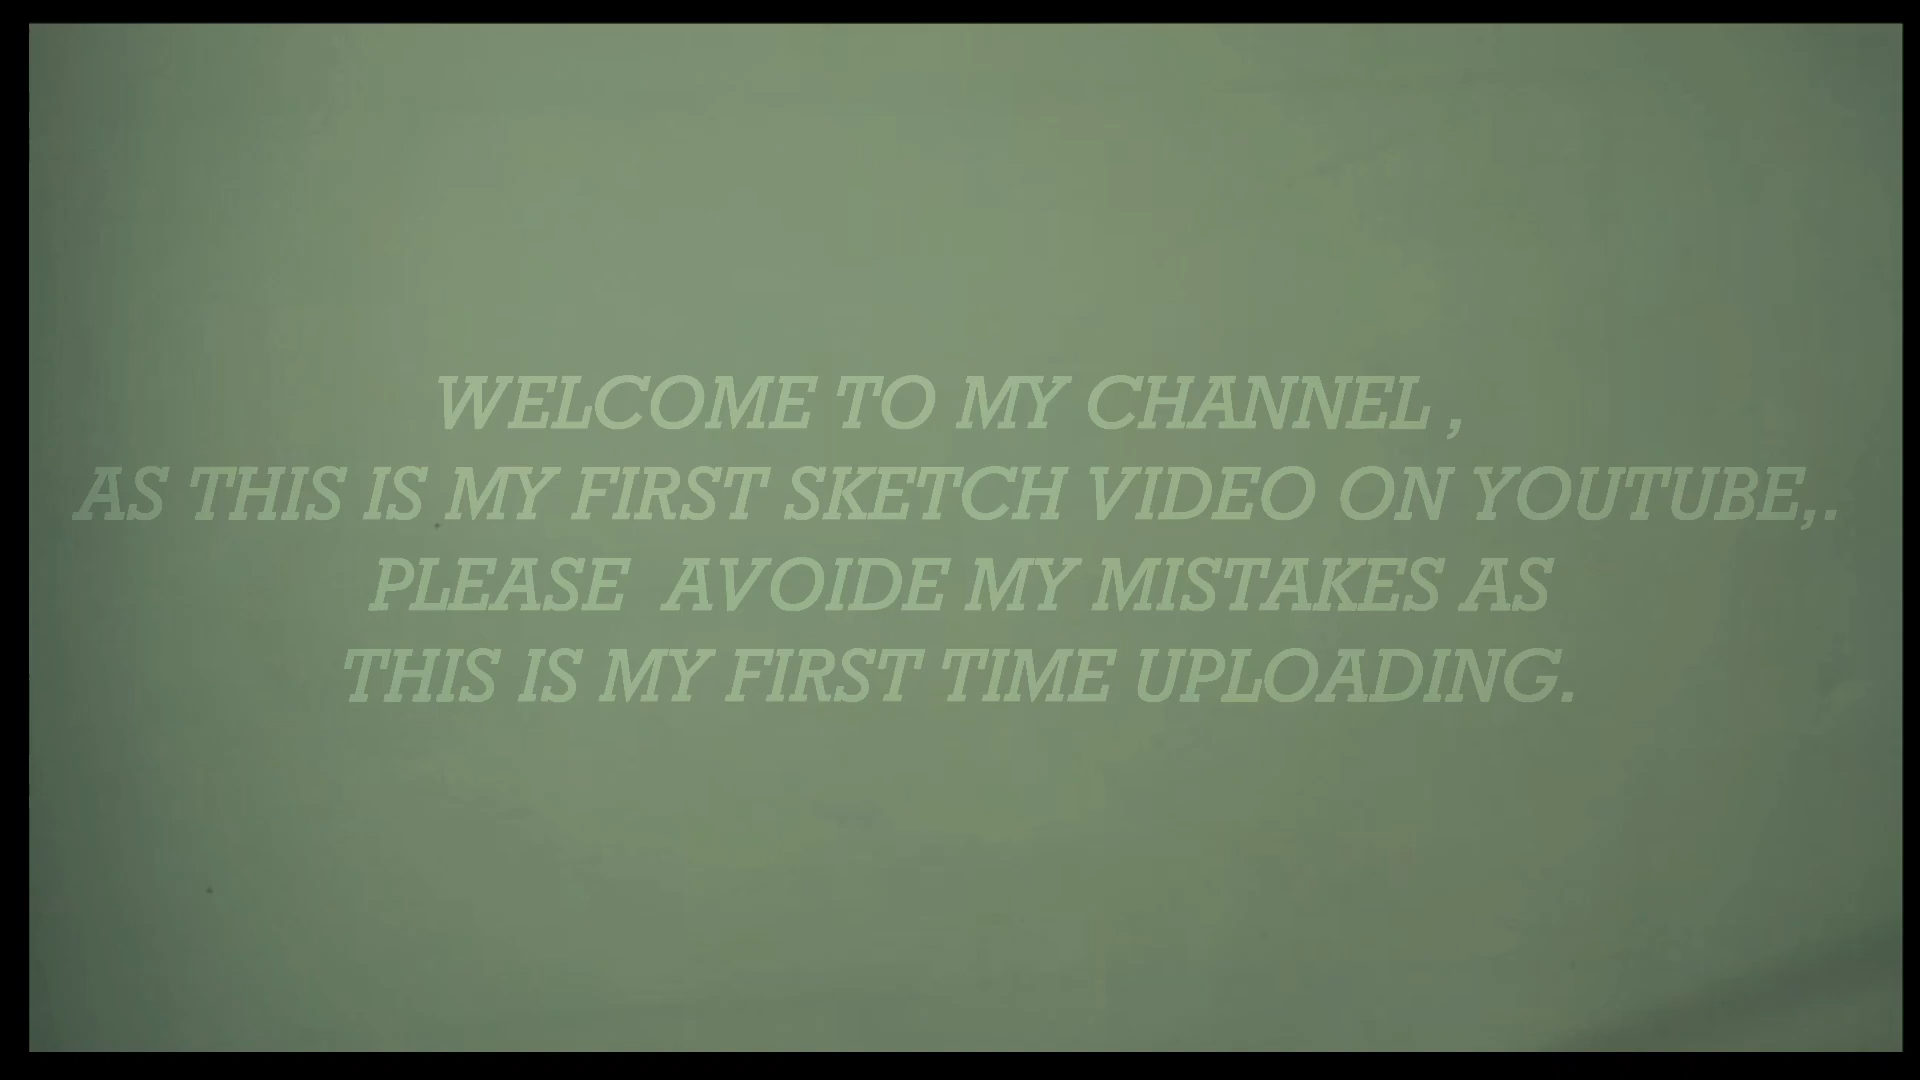 WELCOME TO MY CHANNEL ,
AS THIS IS MY FIRST SKETCH VIDEO ON YOUTUBE,.
PLEASE  AVOIDE MY MISTAKES AS
THIS IS MY FIRST TIME UPLOADING.